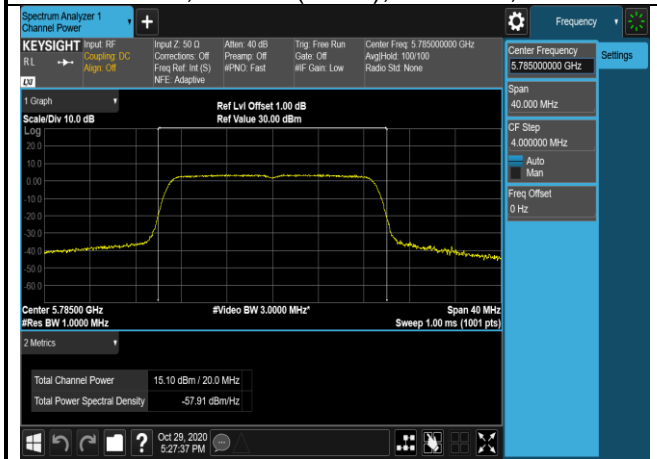 Spectrum Analyzer 1
Channel Power
+
Frequency
KEYSIGHT
RL
LXI
Input: RF
Coupling: DC
Align: Off
Input Z: 50 Ω
Corrections: Off
Freq Ref: Int (S)
NFE: Adaptive
Atten: 40 dB
Preamp: Off
#PNO: Fast
Trig: Free Run
Gate: Off
#IF Gain: Low
Center Freq: 5.785000000 GHz
Avg|Hold: 100/100
Radio Std: None
Center Frequency
5.785000000 GHz
Settings
Span
40.000 MHz
CF Step
4.000000 MHz
Auto
Man
Freq Offset
0 Hz
1 Graph
Scale/Div 10.0 dB
Ref Lvl Offset 1.00 dB
Ref Value 30.00 dBm
Log
20.0
10.0
0.00
-10.0
-20.0
-30.0
-40.0
-50.0
-60.0
Center 5.78500 GHz
#Res BW 1.0000 MHz
#Video BW 3.0000 MHz*
Span 40 MHz
Sweep 1.00 ms (1001 pts)
2 Metrics
Total Channel Power 15.10 dBm / 20.0 MHz
Total Power Spectral Density -57.91 dBm/Hz
?
Oct 29, 2020
5:27:37 PM